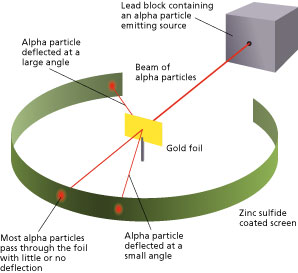 Lead block containing
an alpha particle
emitting source
Alpha particle
deflected at a
large angle
Beam of
alpha particles
Gold foil
Zinc sulfide
coated screen
Most alpha particles
pass through the foil
with little or no
deflection
Alpha particle
deflected at a
small angle